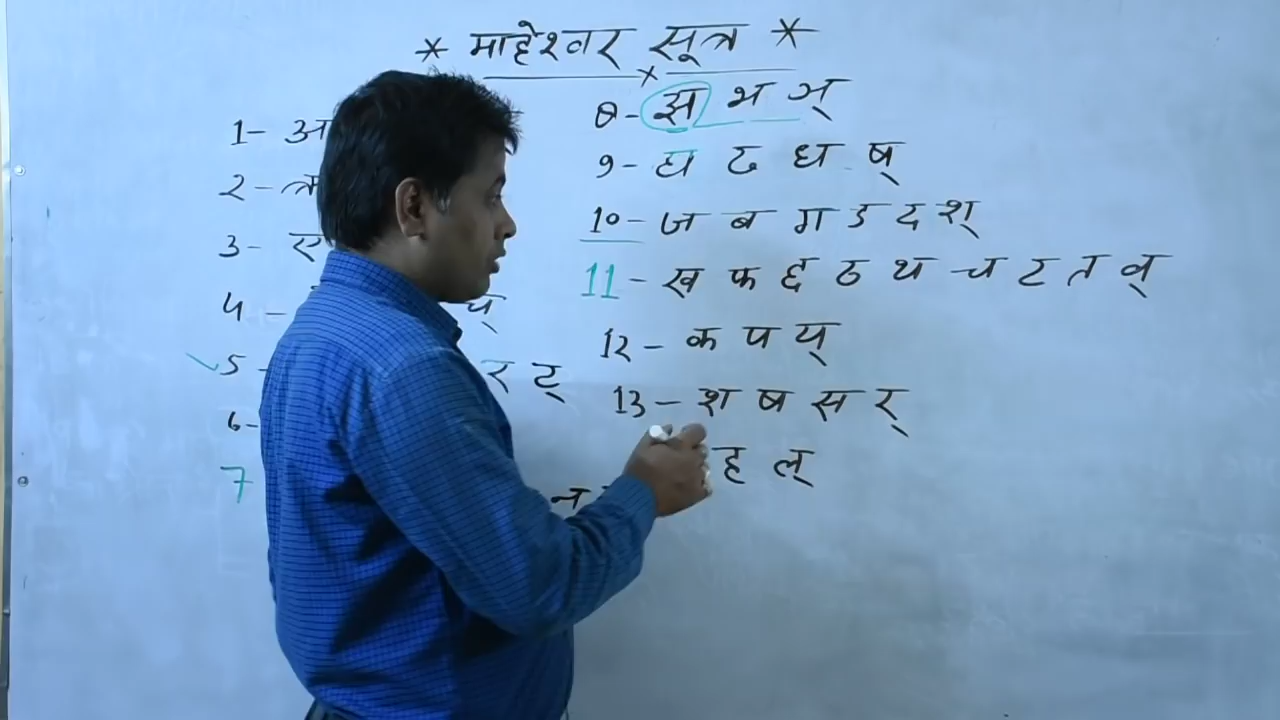 * माहेश्वर सूत्र *
1- अ
2-
3- ए
4 - य्
5- र ट्
6-
7 न
8- झ भ ञ्
9- घ ढ ध ष्
10- ज ब ग ड द श्
11- ख फ छ ठ थ च ट त व्
12- क प य्
13- श ष स र्
ह ल्